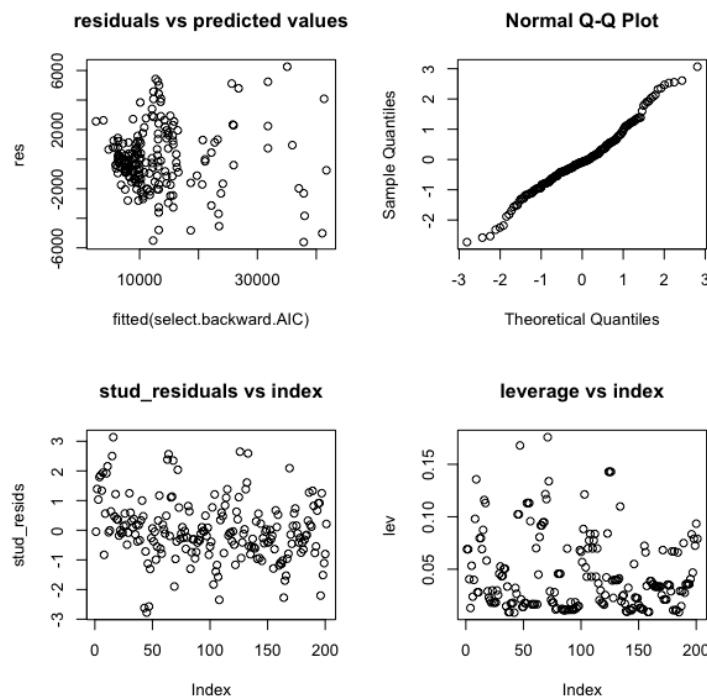 residuals vs predicted values
res
6000
2000
-2000
-6000
10000
30000
fitted(select.backward.AIC)
Normal Q-Q Plot
Sample Quantiles
3
2
1
0
-1
-2
-3 -2 -1 0 1 2 3
Theoretical Quantiles
stud_residuals vs index
stud_resids
3
2
1
0
-1
-2
-3
0 50 100 150 200
Index
leverage vs index
lev
0.15
0.10
0.05
0 50 100 150 200
Index